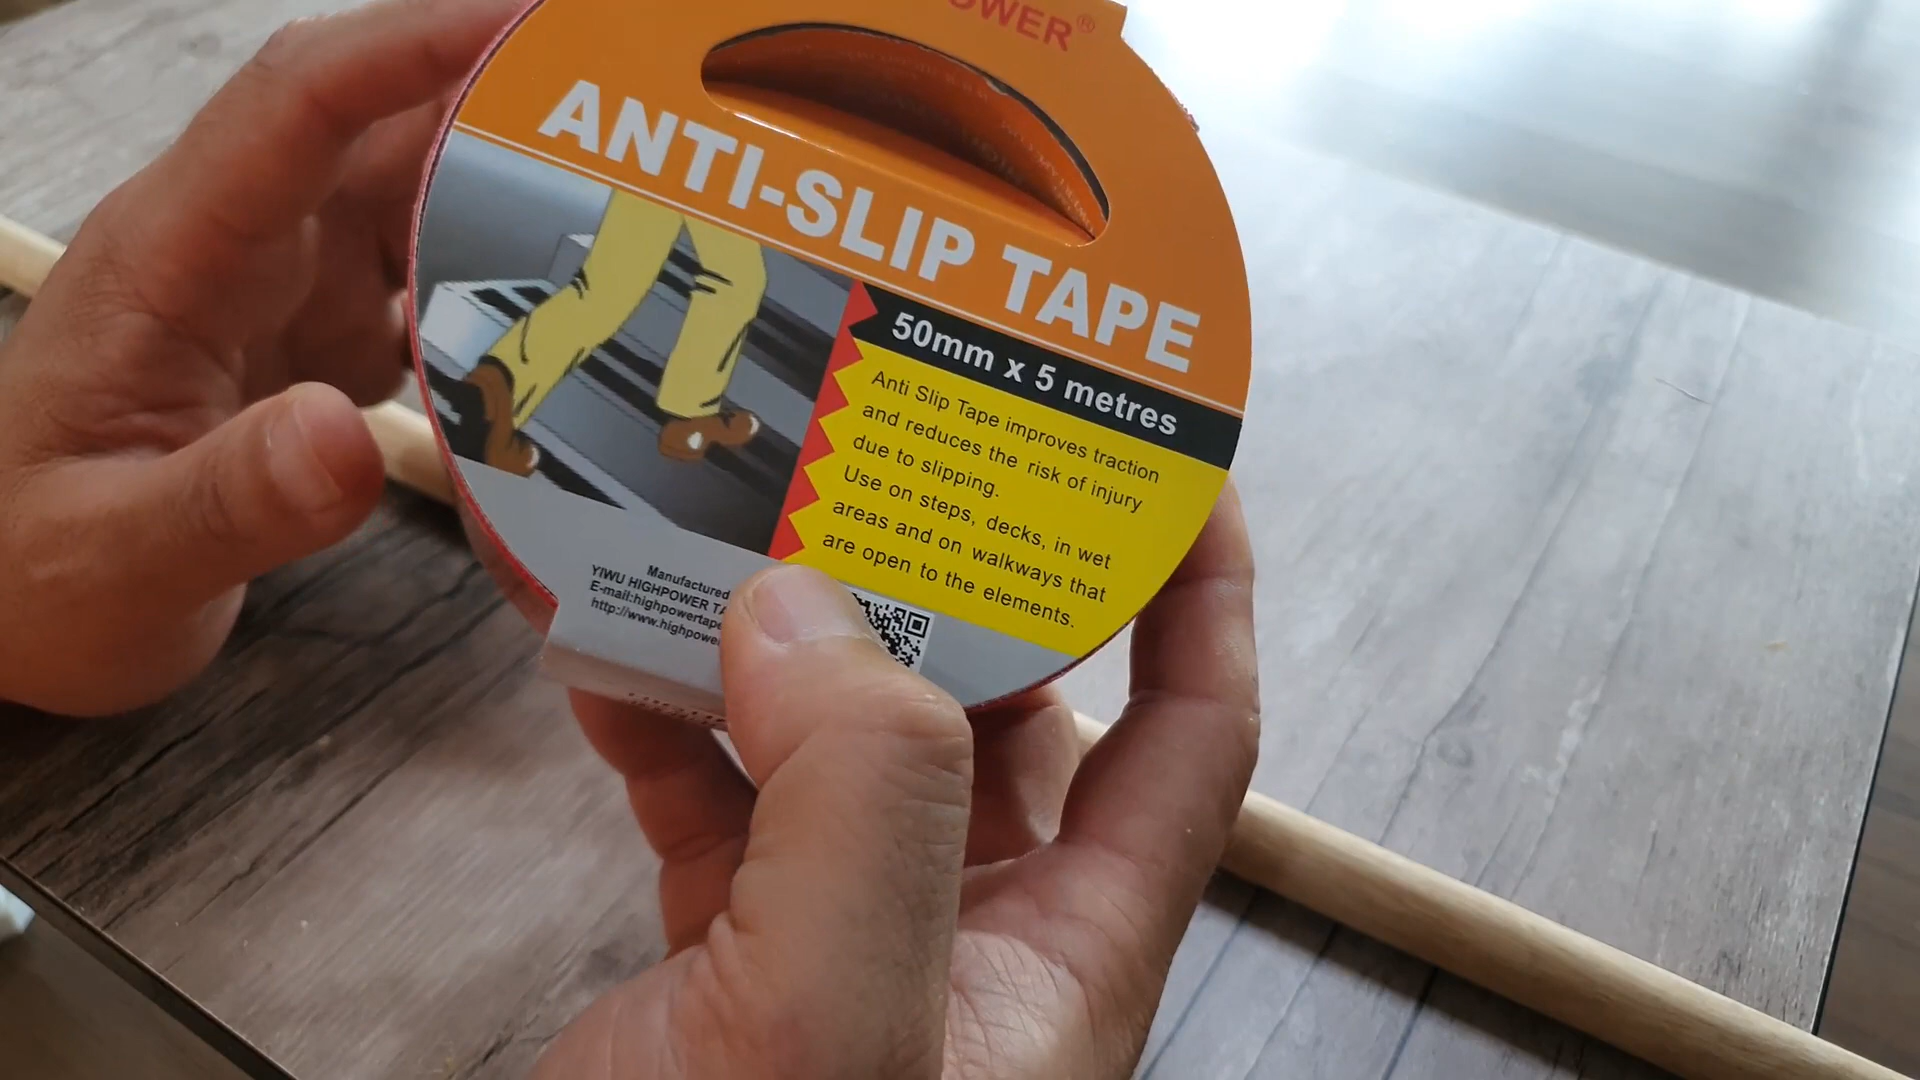 ANTI-SLIP TAPE
50mm x 5 metres
Anti Slip Tape improves traction
and reduces the risk of injury
due to slipping.
Use on steps, decks, in wet
areas and on walkways that
are open to the elements.
Manufactured
YIWU HIGHPOWER
E-mail:highpowertape
http://www.highpower